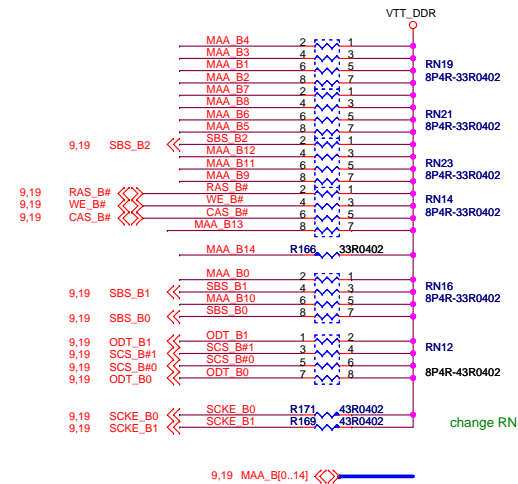 VTT_DDR
MAA_B4 2 1
MAA_B3 4 3
MAA_B1 6 5 RN19
MAA_B2 8 7 8P4R-33R0402
MAA_B7 2 1
MAA_B8 4 3
MAA_B6 6 5 RN21
MAA_B5 8 7 8P4R-33R0402
9,19 SBS_B2 SBS_B2 2 1
MAA_B12 4 3
MAA_B11 6 5 RN23
MAA_B9 8 7 8P4R-33R0402
9,19 RAS_B# RAS_B# 2 1
9,19 WE_B# WE_B# 4 3 RN14
9,19 CAS_B# CAS_B# 6 5 8P4R-33R0402
MAA_B13 8 7
MAA_B14 R166 33R0402
MAA_B0 2 1
9,19 SBS_B1 SBS_B1 4 3 RN16
MAA_B10 6 5 8P4R-33R0402
9,19 SBS_B0 SBS_B0 8 7
9,19 ODT_B1 ODT_B1 1 2
9,19 SCS_B#1 SCS_B#1 3 4 RN12
9,19 SCS_B#0 SCS_B#0 5 6
9,19 ODT_B0 ODT_B0 7 8 8P4R-43R0402
9,19 SCKE_B0 SCKE_B0 R171 43R0402
9,19 SCKE_B1 SCKE_B1 R169 43R0402
change RN
9,19 MAA_B[0..14]